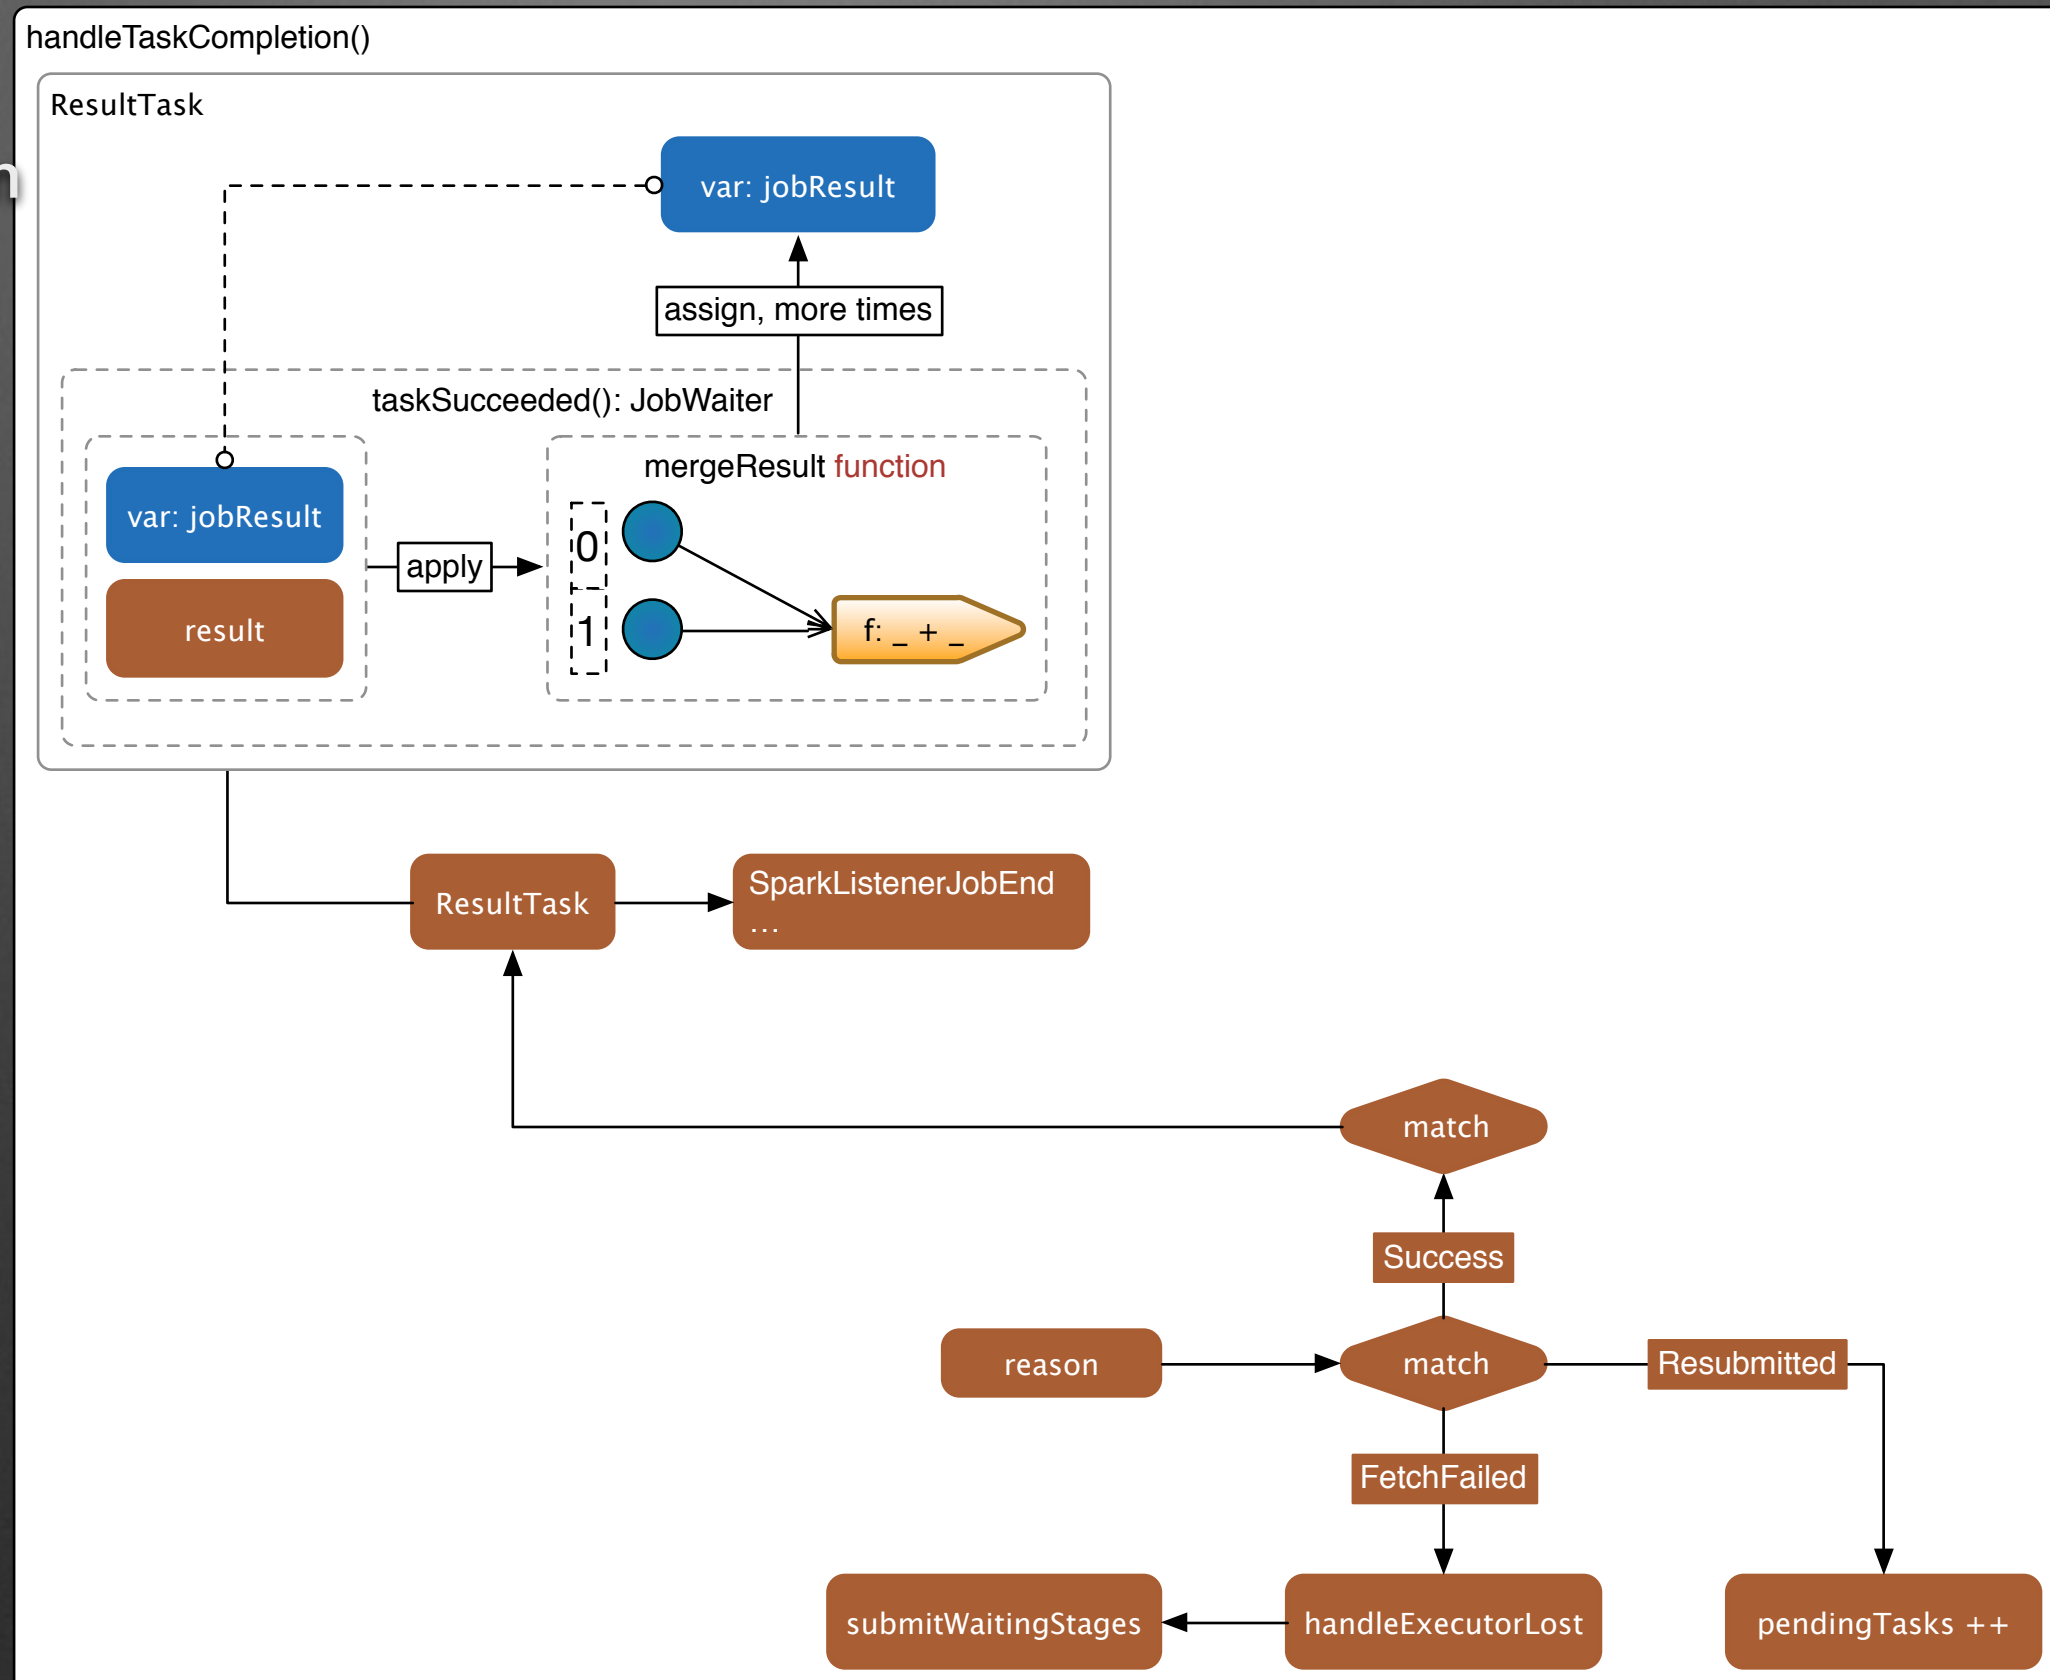 handleTaskCompletion()
ResultTask
n
var: jobResult
assign, more times
taskSucceeded(): JobWaiter
mergeResult function
var: jobResult
0
apply
result
1
f: _ + _
ResultTask
SparkListenerJobEnd
...
match
Success
reason
match
Resubmitted
FetchFailed
submitWaitingStages
handleExecutorLost
pendingTasks ++